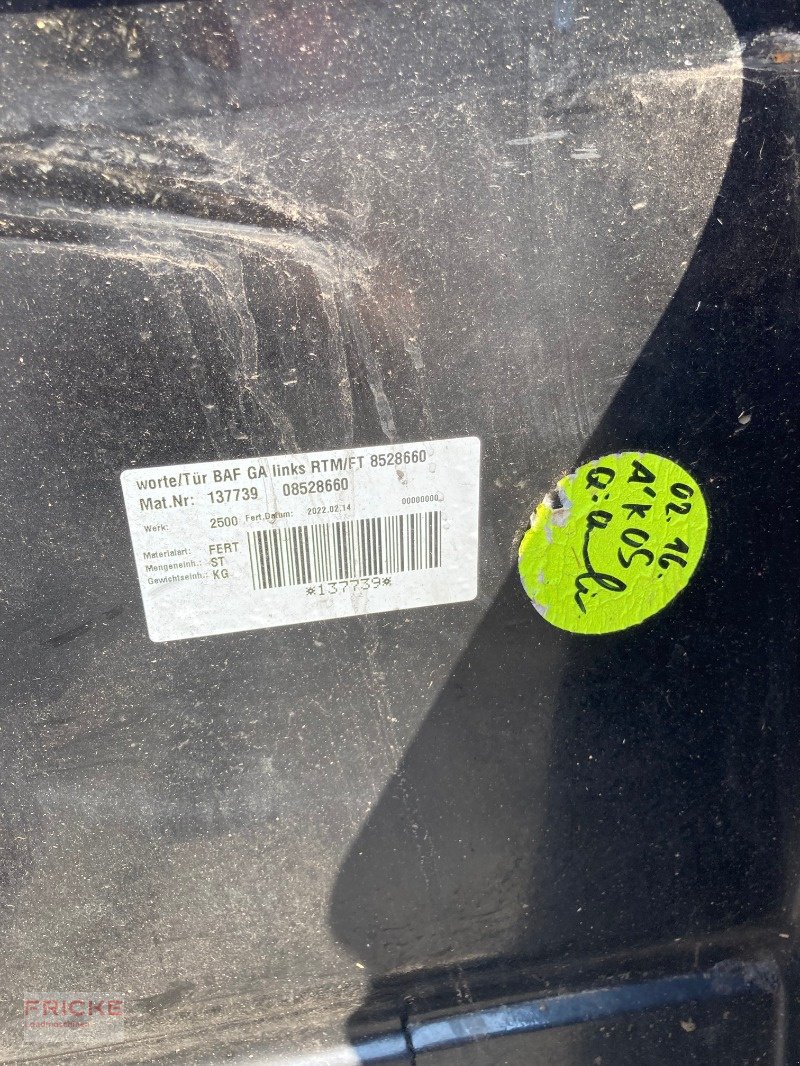 worte/Tür BAF GA links RTM/FT 8528660
Mat.Nr: 137739 08528660
Werk: 2500 Fert.Datum: 2022.02.14 00000000
Materialart: FERT
Mengeneinh.: ST
Gewichtseinh.: KG
*137739*
02.16.
A'K OS
FRICKE